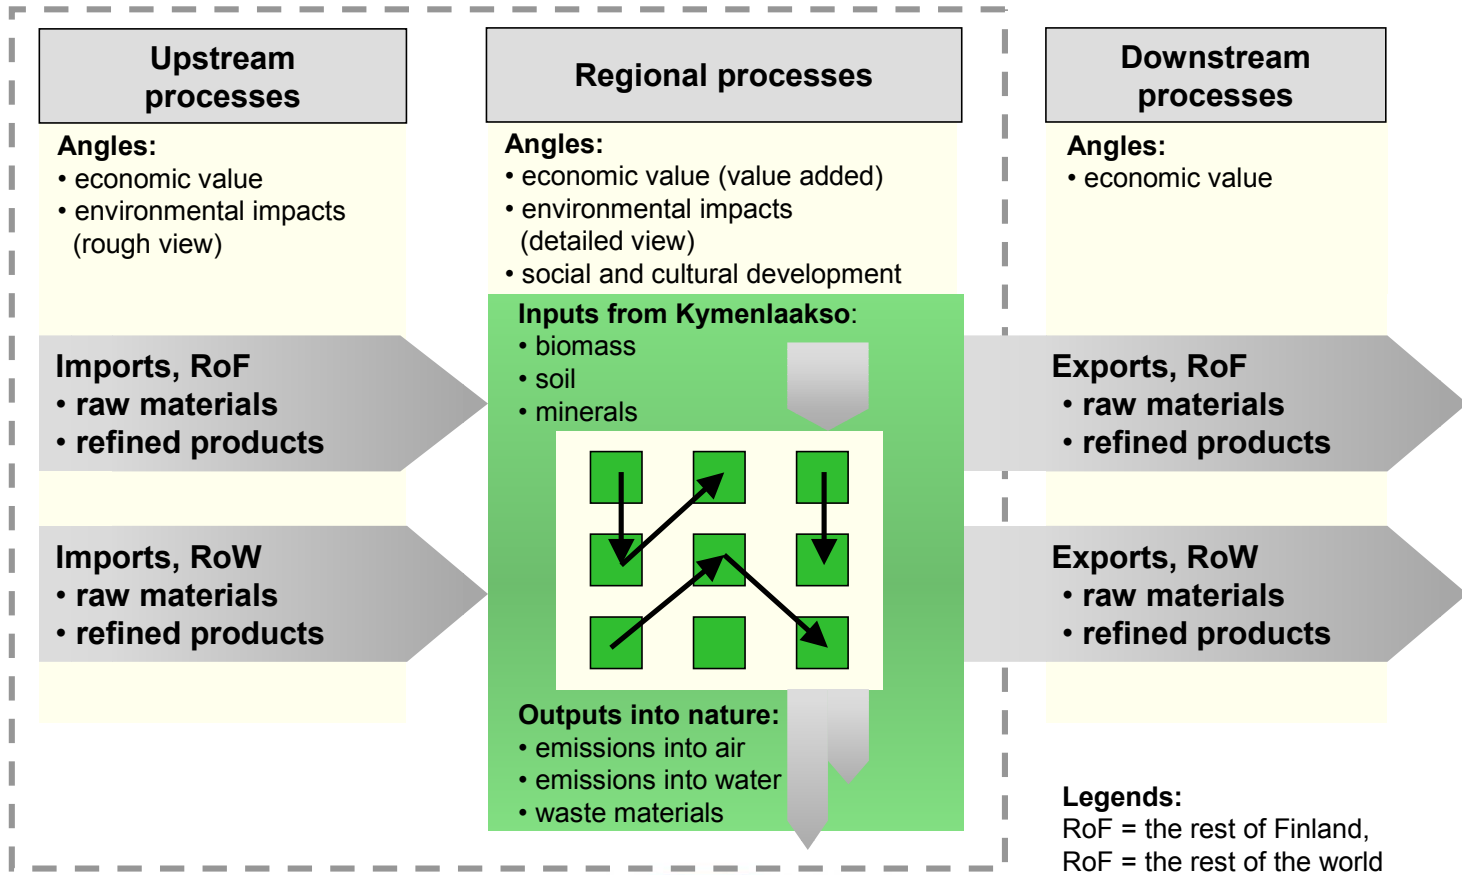 Upstream
processes
Angles:
• economic value
• environmental impacts
(rough view)
Imports, RoF
• raw materials
• refined products
Imports, RoW
• raw materials
• refined products
Regional processes
Angles:
• economic value (value added)
• environmental impacts
(detailed view)
• social and cultural development
Inputs from Kymenlaakso:
• biomass
• soil
• minerals
Outputs into nature:
• emissions into air
• emissions into water
• waste materials
Downstream
processes
Angles:
• economic value
Exports, RoF
• raw materials
• refined products
Exports, RoW
• raw materials
• refined products
Legends:
RoF = the rest of Finland,
RoF = the rest of the world